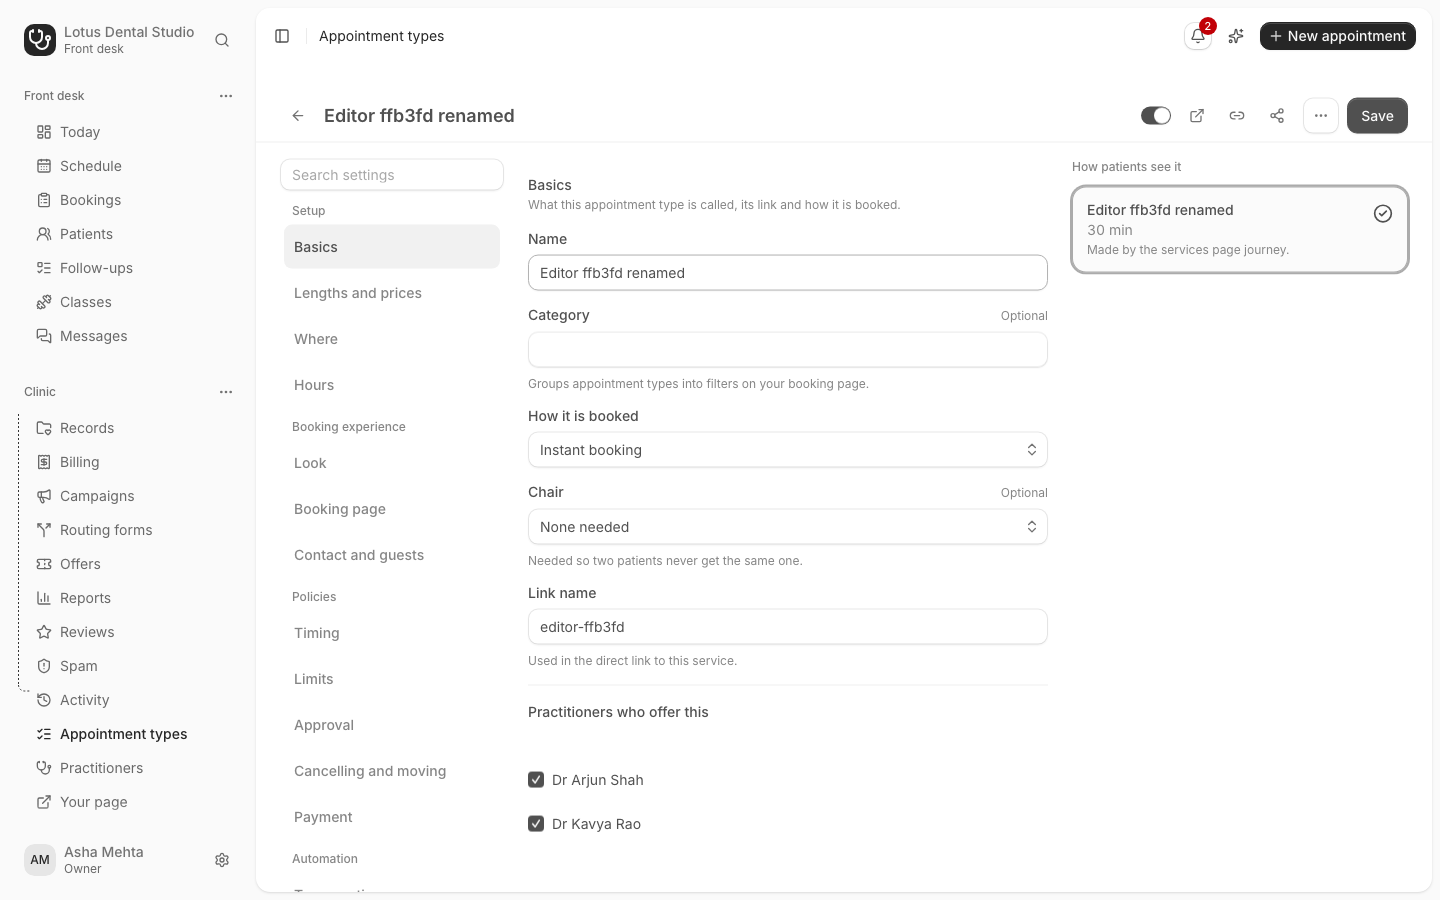 Lotus Dental Studio
Front desk
Front desk
Today
Schedule
Bookings
Patients
Follow-ups
Classes
Messages
Clinic
Records
Billing
Campaigns
Routing forms
Offers
Reports
Reviews
Spam
Activity
Appointment types
Practitioners
Your page
AM
Asha Mehta
Owner
Appointment types
2
New appointment
Editor ffb3fd renamed
Save
Search settings
Setup
Basics
Lengths and prices
Where
Hours
Booking experience
Look
Booking page
Contact and guests
Policies
Timing
Limits
Approval
Cancelling and moving
Payment
Automation
Basics
What this appointment type is called, its link and how it is booked.
Name
Editor ffb3fd renamed
Category Optional
Groups appointment types into filters on your booking page.
How it is booked
Instant booking
Chair Optional
None needed
Needed so two patients never get the same one.
Link name
editor-ffb3fd
Used in the direct link to this service.
Practitioners who offer this
Dr Arjun Shah
Dr Kavya Rao
How patients see it
Editor ffb3fd renamed
30 min
Made by the services page journey.